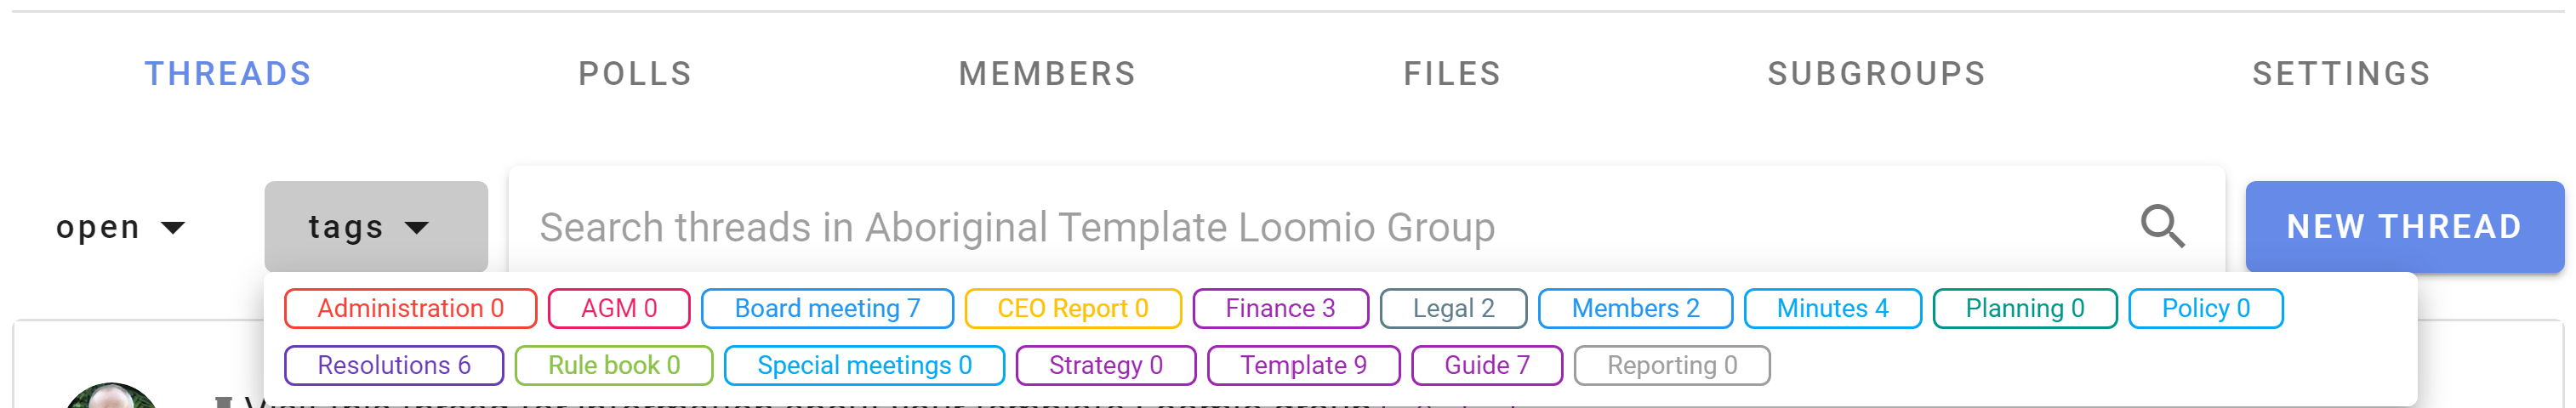 THREADS POLLS MEMBERS FILES SUBGROUPS SETTINGS
open tags Search threads in Aboriginal Template Loomio Group NEW THREAD
Administration 0 AGM 0 Board meeting 7 CEO Report 0 Finance 3 Legal 2 Members 2 Minutes 4 Planning 0 Policy 0
Resolutions 6 Rule book 0 Special meetings 0 Strategy 0 Template 9 Guide 7 Reporting 0